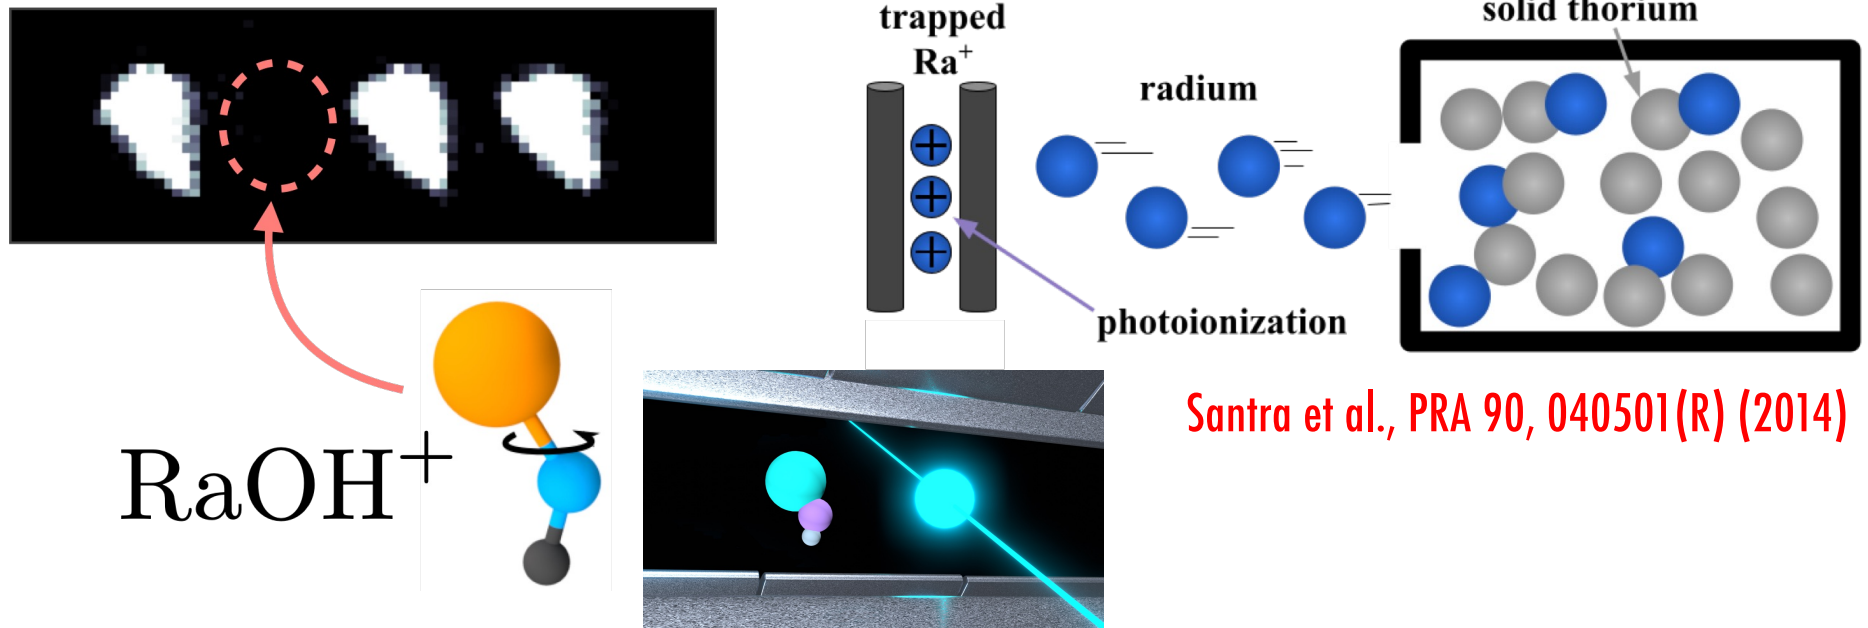 trapped
Ra⁺
solid thorium
radium
photoionization
RaOH⁺
Santra et al., PRA 90, 040501(R) (2014)